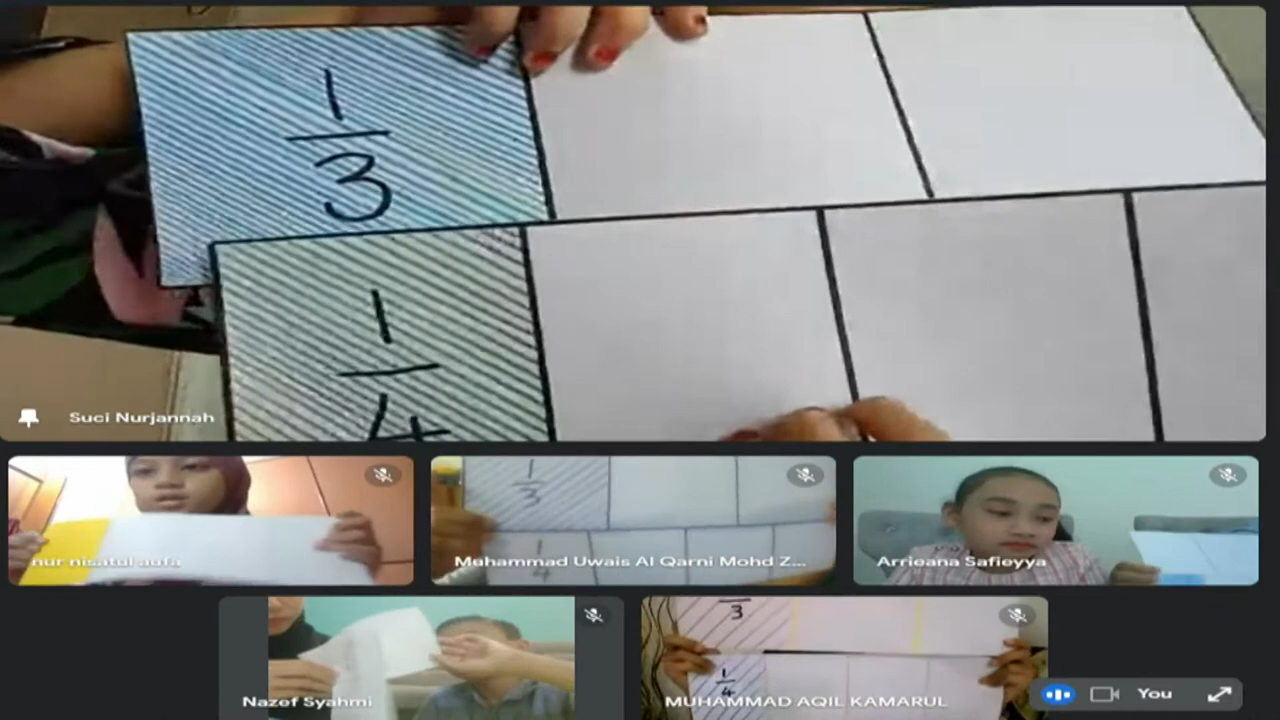 1
3
1
4
Suci Nurjannah
1
3
1
4
nur nisatul aufa
Muhammad Uwais Al Qarni Mohd Z...
Arrieana Safieyya
3
1
4
Nazef Syahmi
MUHAMMAD AQIL KAMARUL
You